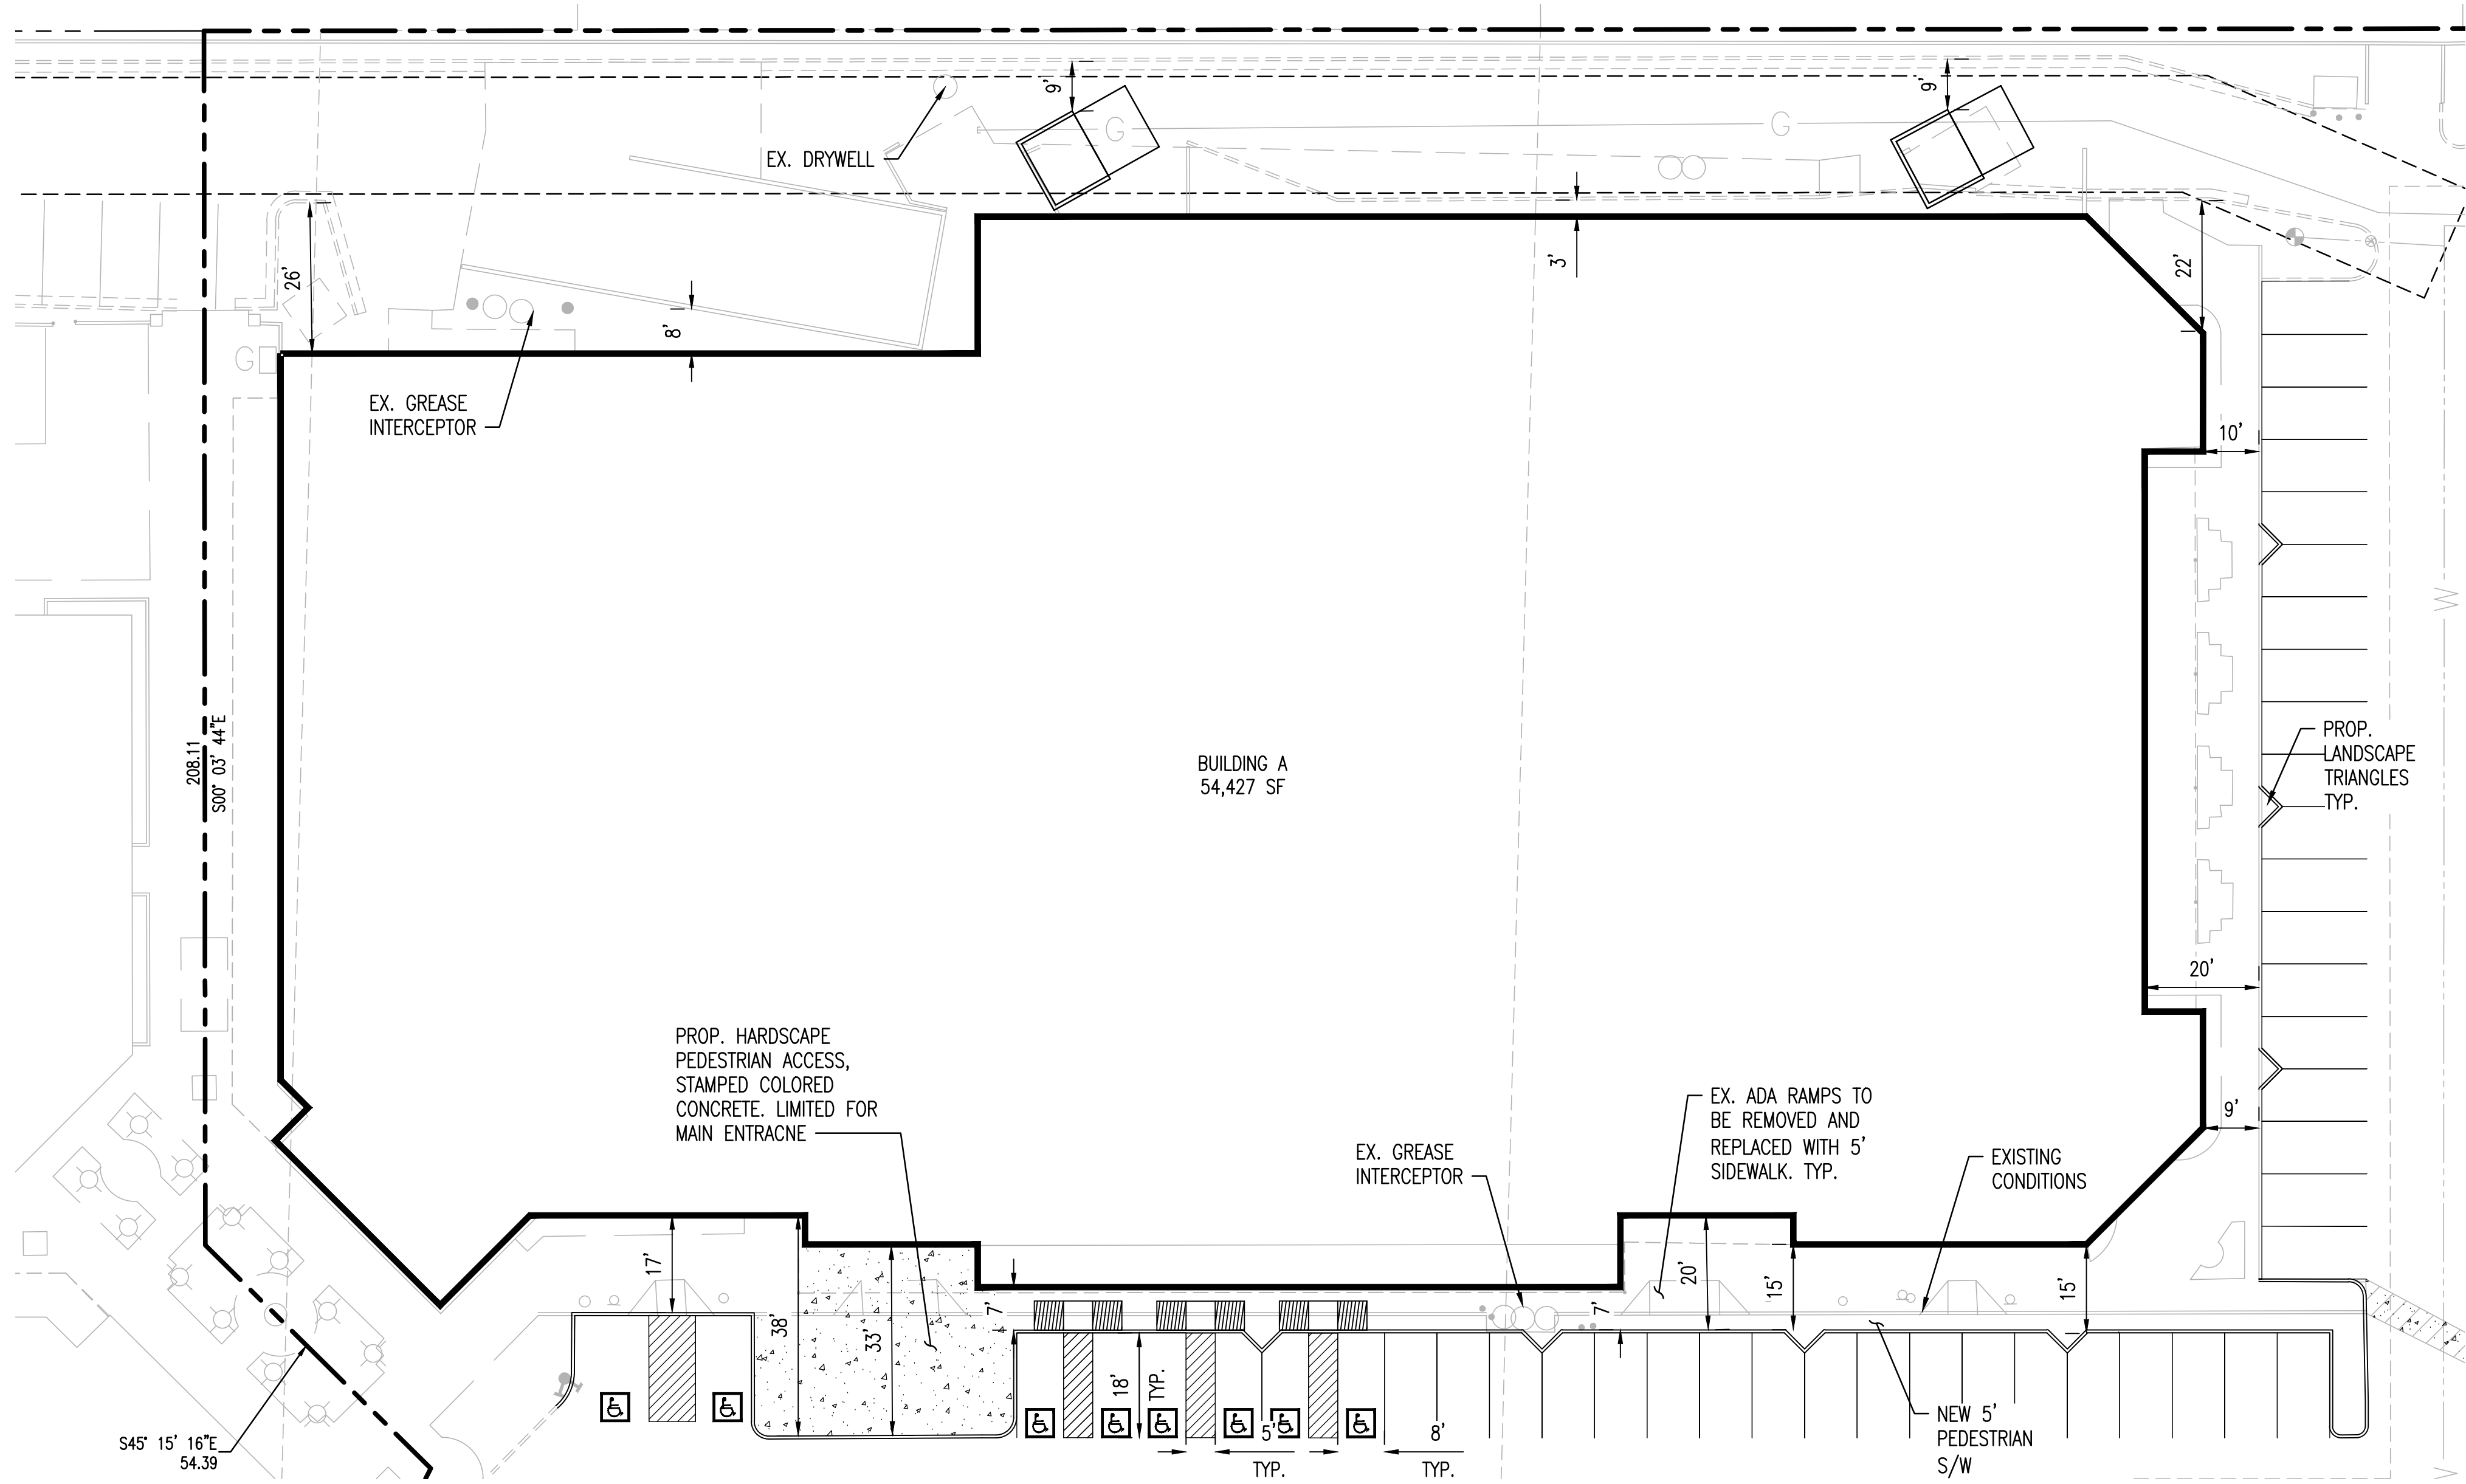 9'
9'
EX. DRYWELL
G
G
26'
3'
22'
8'
G
EX. GREASE
INTERCEPTOR
10'
W
208.11
S00° 03' 44"E
PROP.
LANDSCAPE
TRIANGLES
TYP.
BUILDING A
54,427 SF
20'
PROP. HARDSCAPE
PEDESTRIAN ACCESS,
STAMPED COLORED
CONCRETE. LIMITED FOR
MAIN ENTRACNE
EX. ADA RAMPS TO
BE REMOVED AND
REPLACED WITH 5'
SIDEWALK. TYP.
9'
EX. GREASE
INTERCEPTOR
EXISTING
CONDITIONS
17'
38'
33'
7'
7'
20'
15'
15'
18'
TYP.
5'
TYP.
8'
TYP.
NEW 5'
PEDESTRIAN
S/W
S45° 15' 16"E
54.39